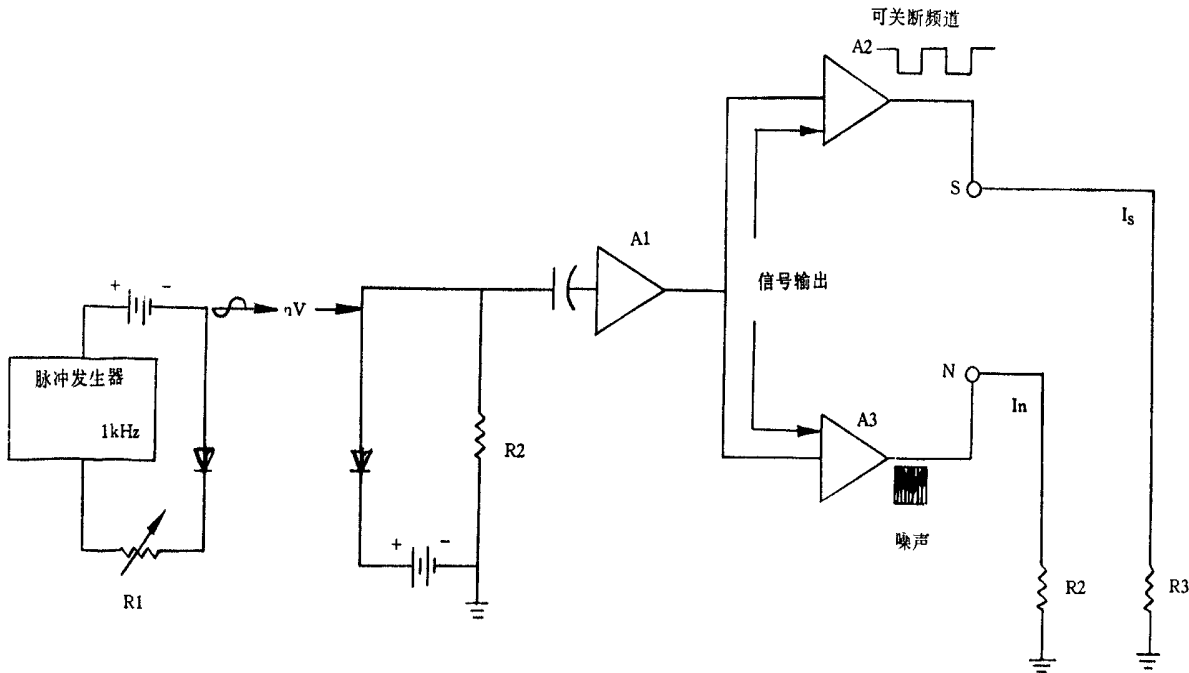 可关断频道
A2
S
Is
A1
信号输出
+ -
ηV
脉冲发生器
1kHz
N
In
A3
R2
+ -
噪声
R1
R2
R3